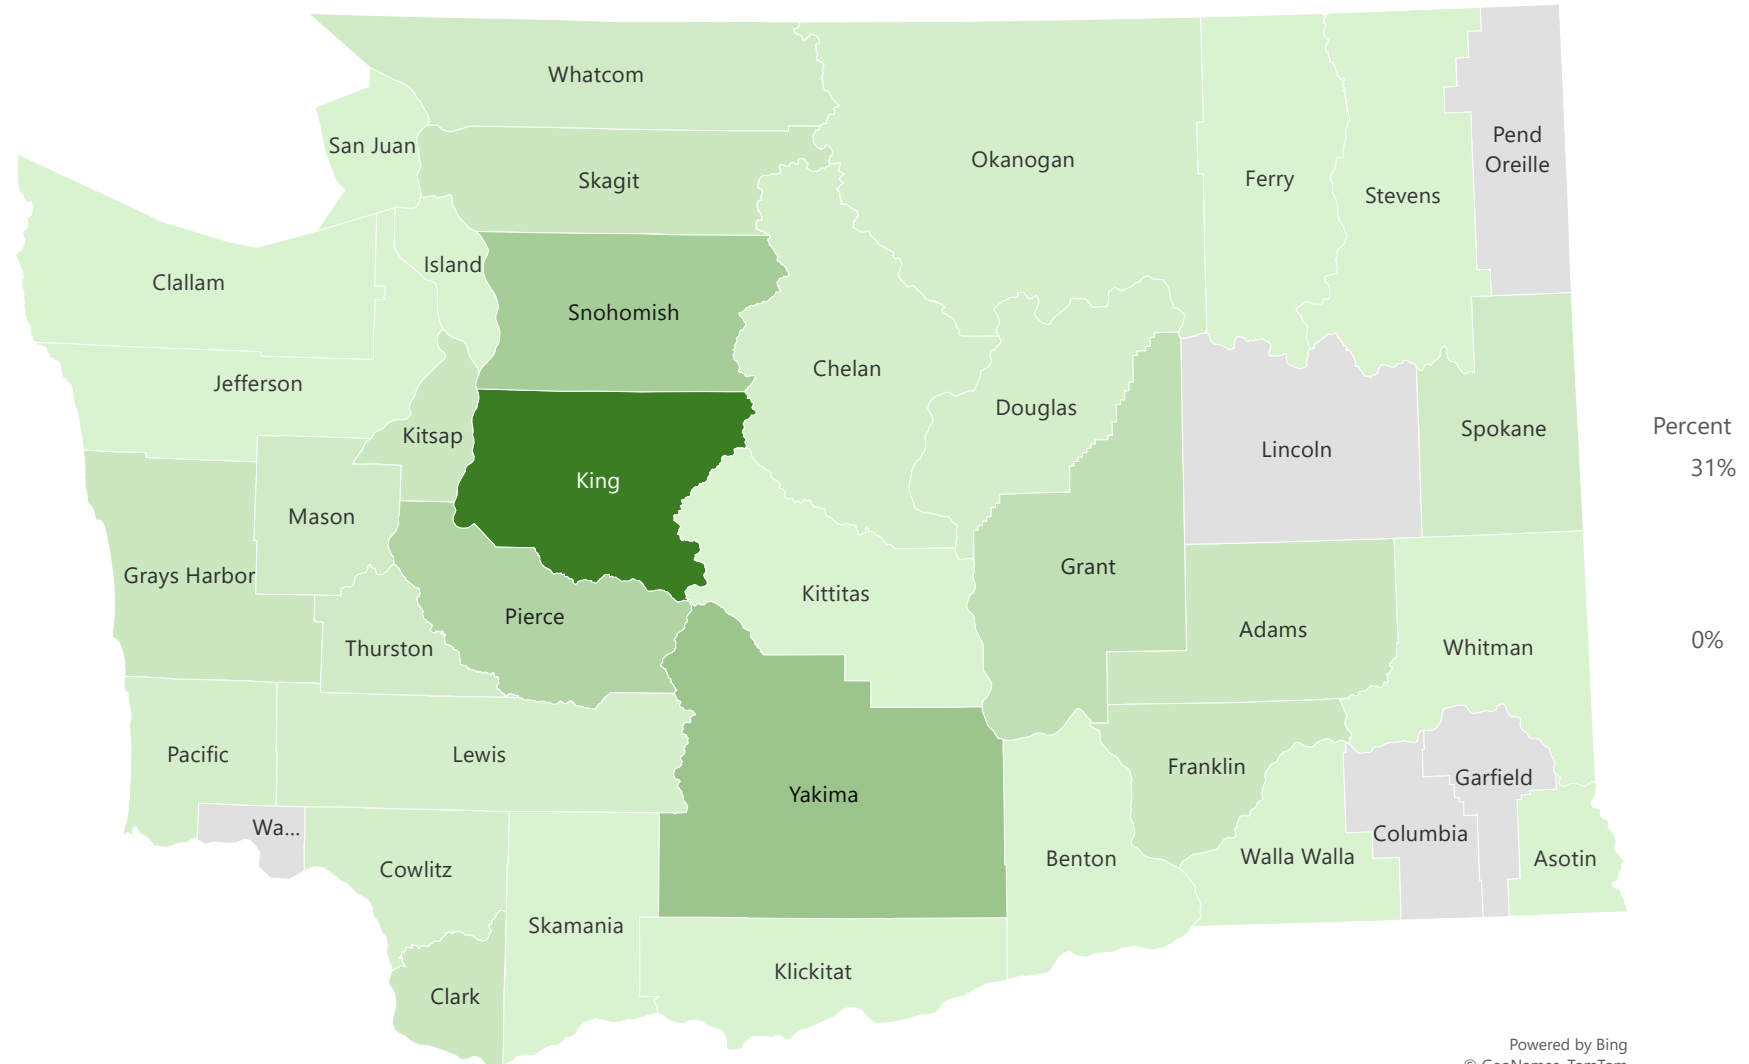 Whatcom
San Juan
Skagit
Okanogan
Ferry
Stevens
Pend
Oreille
Clallam
Island
Snohomish
Jefferson
Chelan
Douglas
Kitsap
King
Lincoln
Spokane
Percent
31%
Mason
Grays Harbor
Grant
Kittitas
Pierce
Thurston
Adams
Whitman
0%
Pacific
Lewis
Yakima
Franklin
Garfield
Wa...
Columbia
Cowlitz
Benton
Walla Walla
Asotin
Skamania
Klickitat
Clark
Powered by Bing
© GeoNames, TomTom